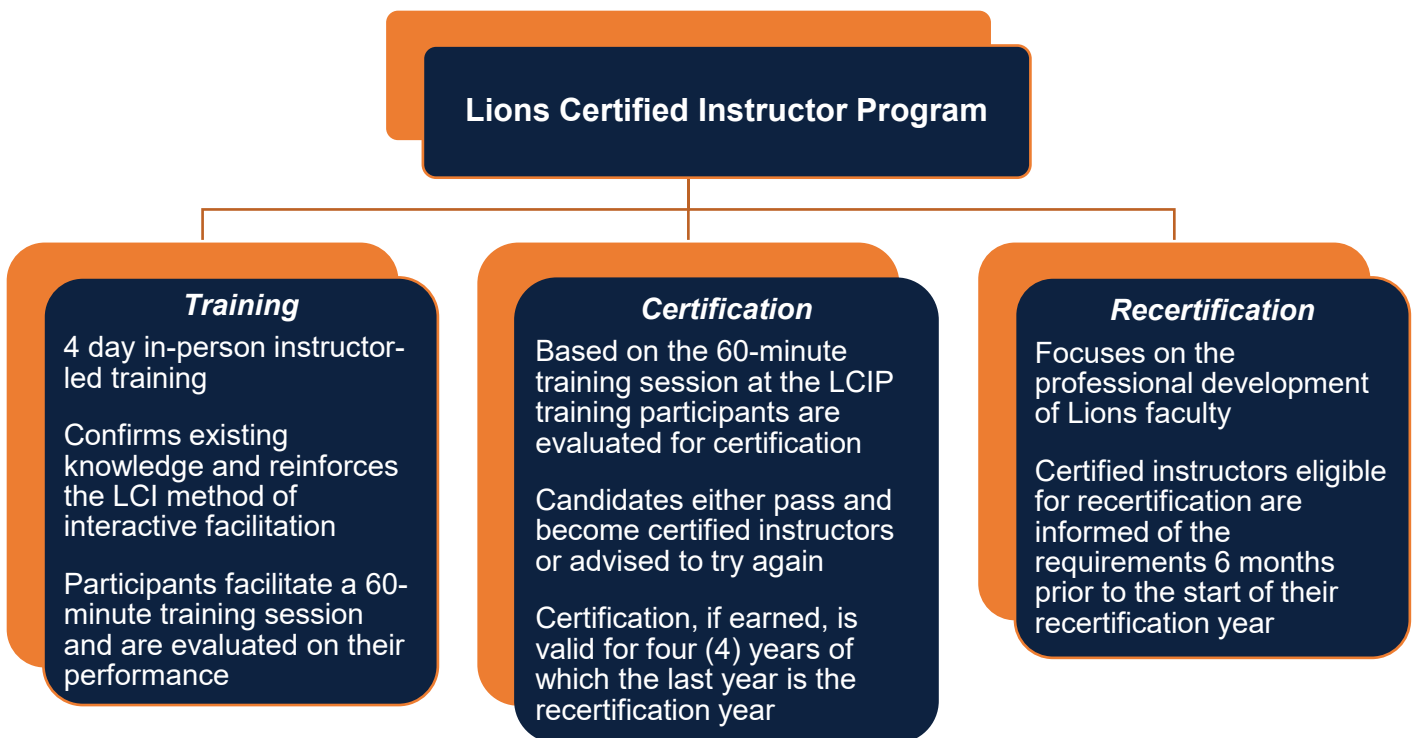 Lions Certified Instructor Program
Training
4 day in-person instructor-
led training
Confirms existing
knowledge and reinforces
the LCI method of
interactive facilitation
Participants facilitate a 60-
minute training session
and are evaluated on their
performance
Certification
Based on the 60-minute
training session at the LCIP
training participants are
evaluated for certification
Candidates either pass and
become certified instructors
or advised to try again
Certification, if earned, is
valid for four (4) years of
which the last year is the
recertification year
Recertification
Focuses on the
professional development
of Lions faculty
Certified instructors eligible
for recertification are
informed of the
requirements 6 months
prior to the start of their
recertification year